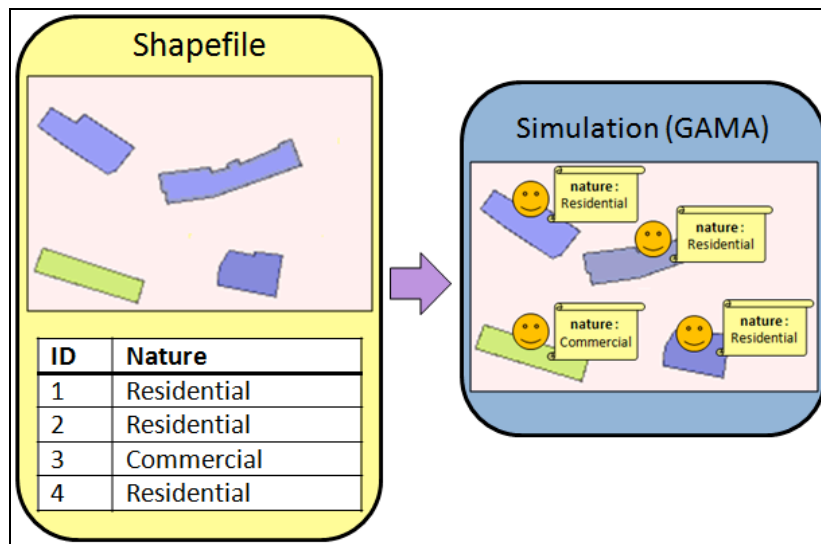 Shapefile
ID Nature
1 Residential
2 Residential
3 Commercial
4 Residential
Simulation (GAMA)
nature :
Residential
nature :
Residential
nature :
Commercial
nature :
Residential